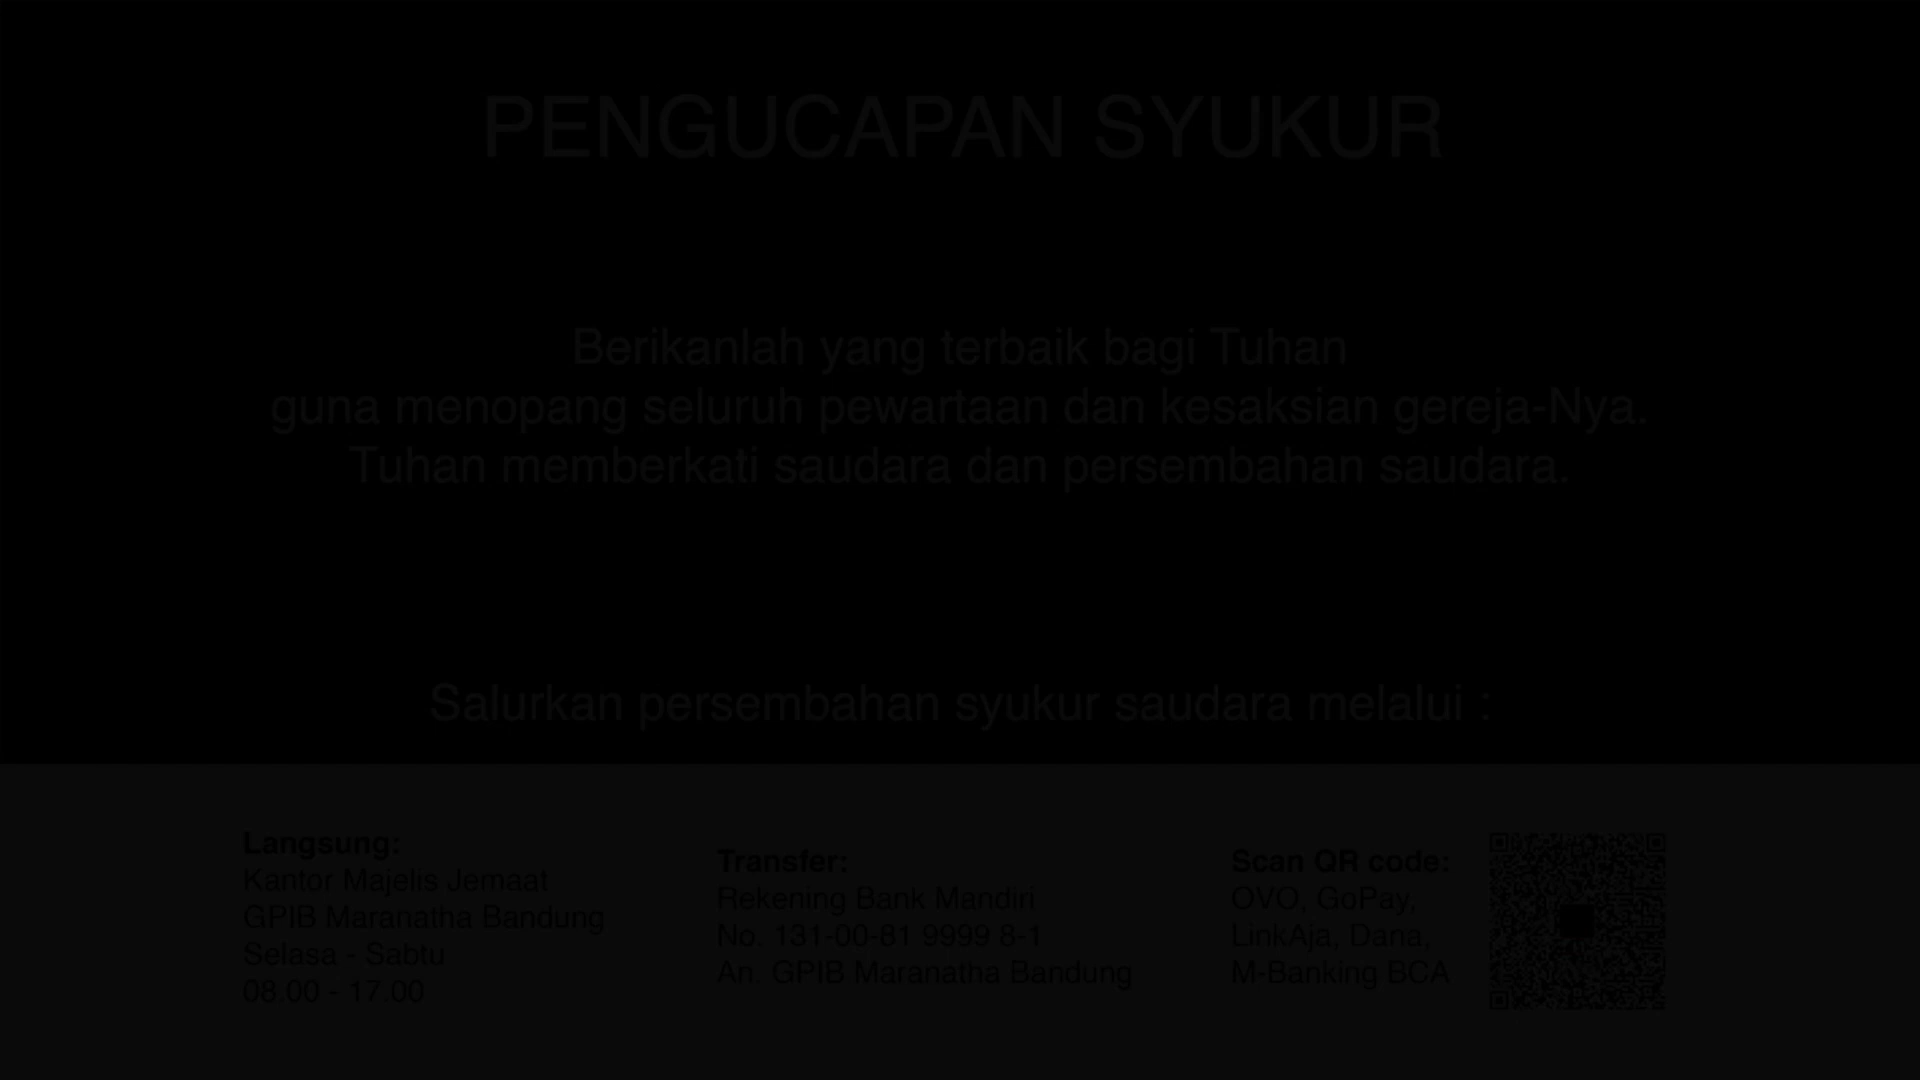 PENGUCAPAN SYUKUR
Berikanlah yang terbaik bagi Tuhan
guna menopang seluruh pewartaan dan kesaksian gereja-Nya.
Tuhan memberkati saudara dan persembahan saudara.
Salurkan persembahan syukur saudara melalui :
Langsung:
Kantor Majelis Jemaat
GPIB Maranatha Bandung
Selasa - Sabtu
08.00 - 17.00
Transfer:
Rekening Bank Mandiri
No. 131-00-81 9999 8-1
An. GPIB Maranatha Bandung
Scan QR code:
OVO, GoPay,
LinkAja, Dana,
M-Banking BCA